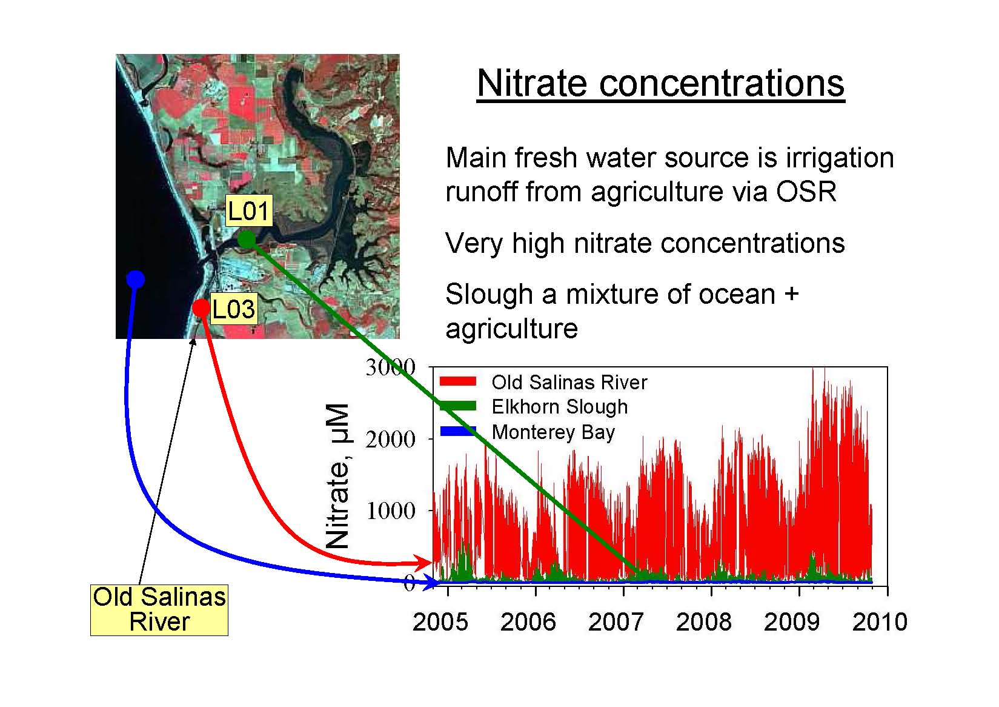 Nitrate concentrations
Main fresh water source is irrigation
runoff from agriculture via OSR
Very high nitrate concentrations
Slough a mixture of ocean +
agriculture
L01
L03
Old Salinas
River
Nitrate, µM
3000
2000
1000
0
Old Salinas River
Elkhorn Slough
Monterey Bay
2005 2006 2007 2008 2009 2010